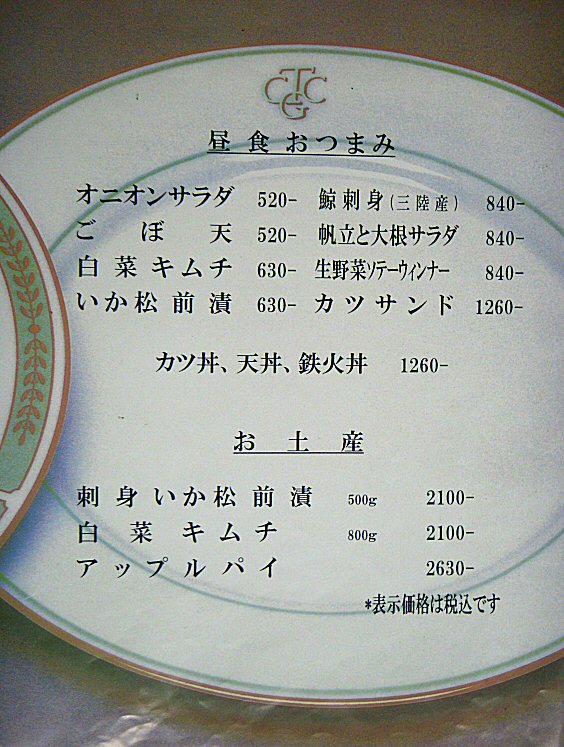 TGCC
昼食おつまみ
オニオンサラダ 520- 鯨刺身(三陸産) 840-
ごぼ天 520- 帆立と大根サラダ 840-
白菜キムチ 630- 生野菜ソテーウィンナー 840-
いか松前漬 630- カツサンド 1260-
カツ丼、天丼、鉄火丼 1260-
お土産
刺身いか松前漬 500g 2100-
白菜キムチ 800g 2100-
アップルパイ 2630-
*表示価格は税込です